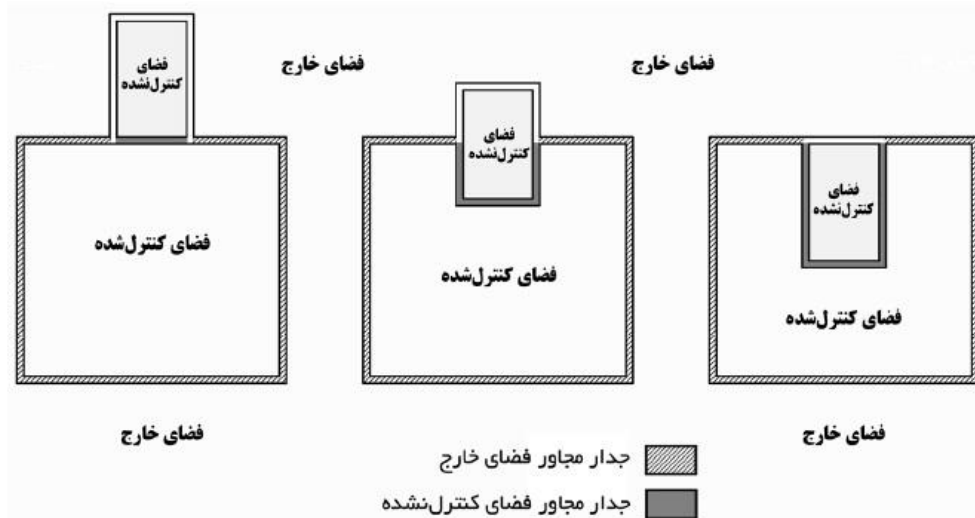 فضای خارج
فضای خارج
فضای
کنترل‌نشده
فضای
کنترل‌نشده
فضای
کنترل‌نشده
فضای کنترل‌شده
فضای کنترل‌شده
فضای کنترل‌شده
فضای خارج
فضای خارج
جدار مجاور فضای خارج
جدار مجاور فضای کنترل‌نشده